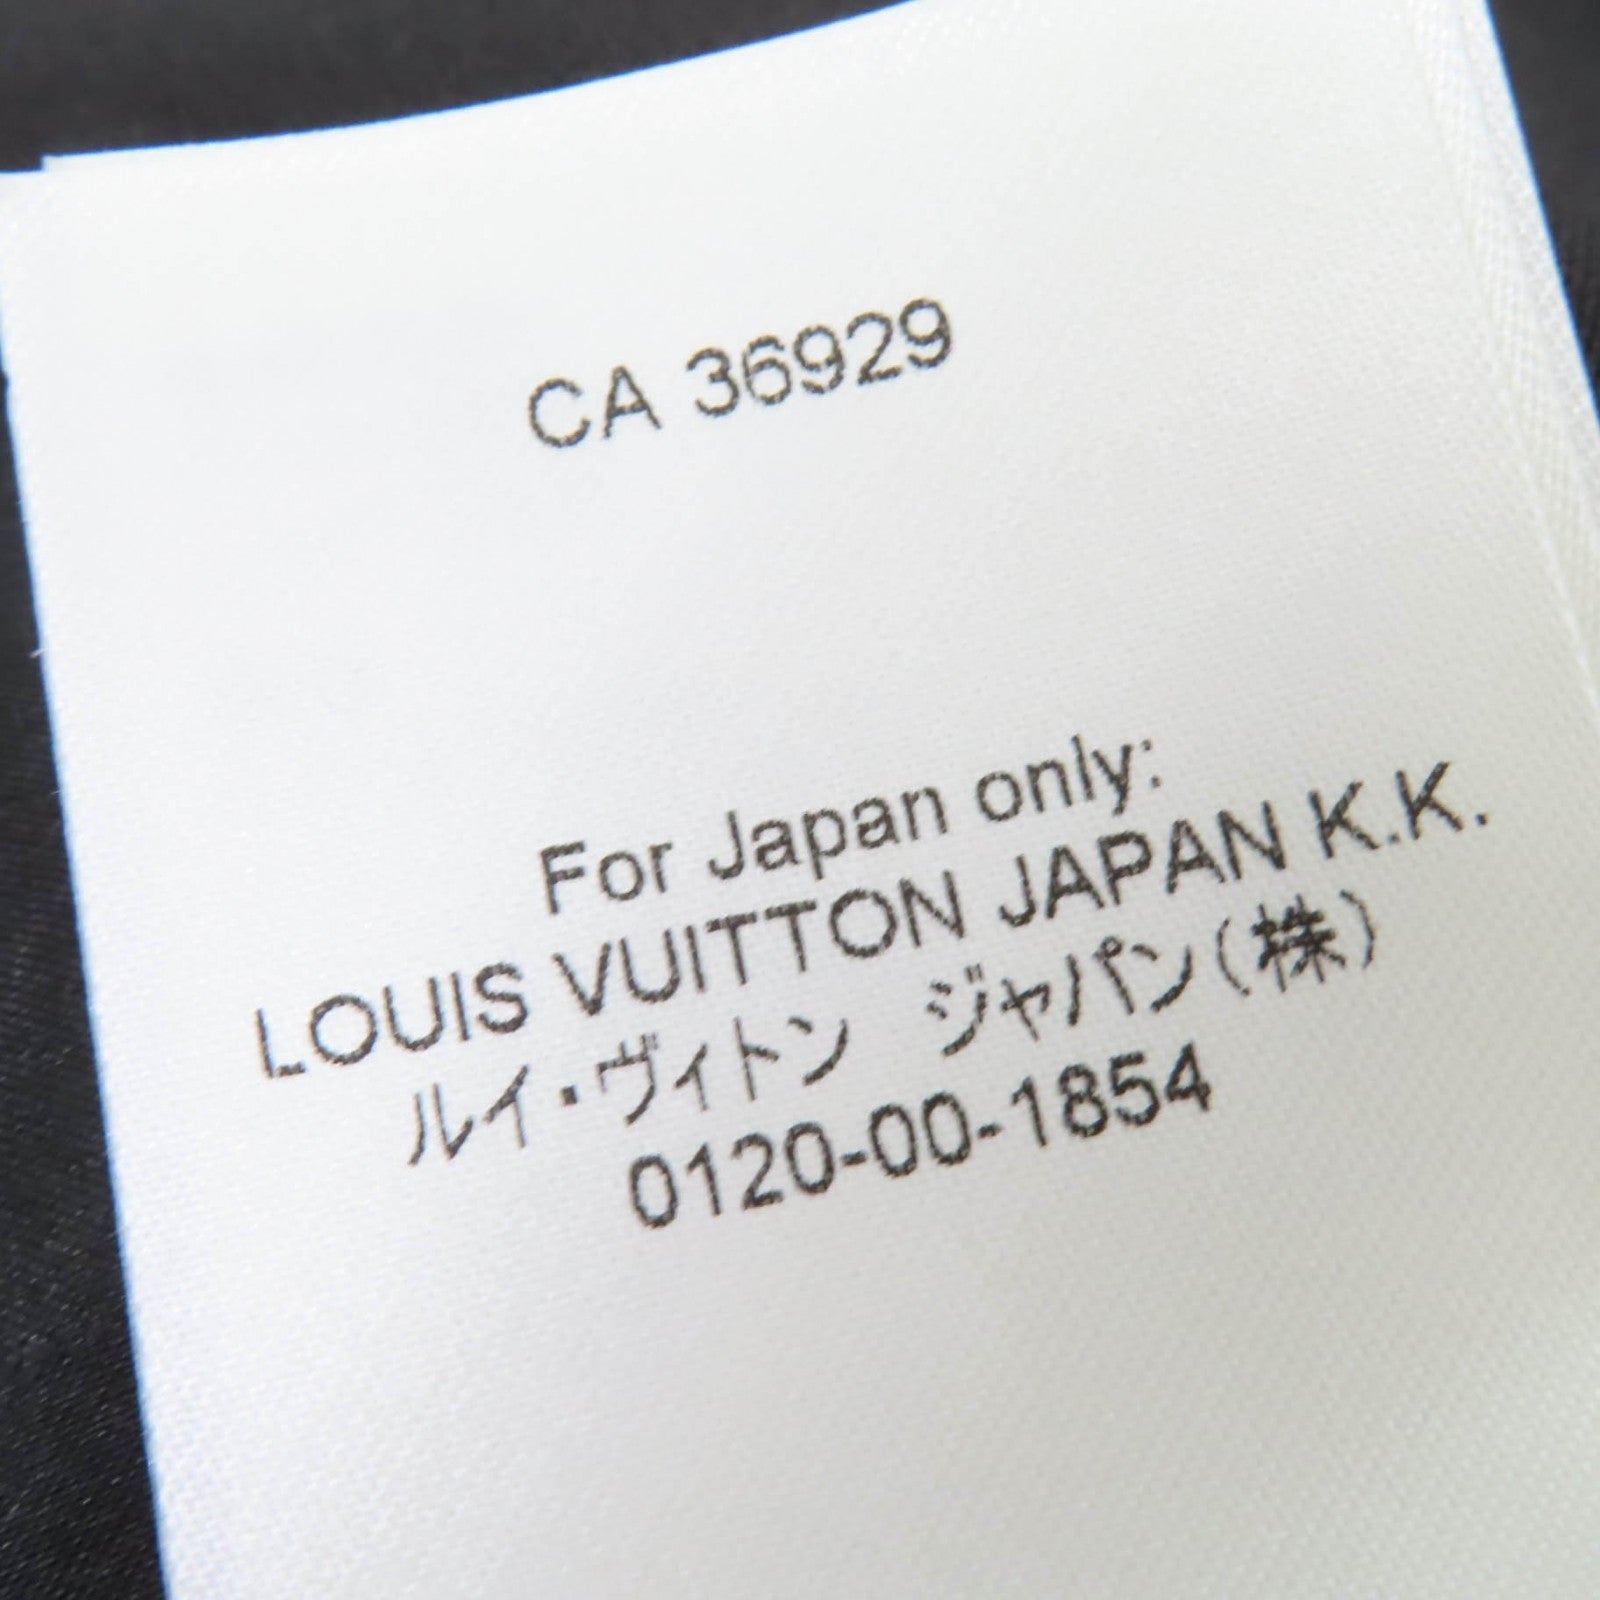 CA 36929
For Japan only:
LOUIS VUITTON JAPAN K.K.
ルイ・ヴィトン ジャパン(株)
0120-00-1854